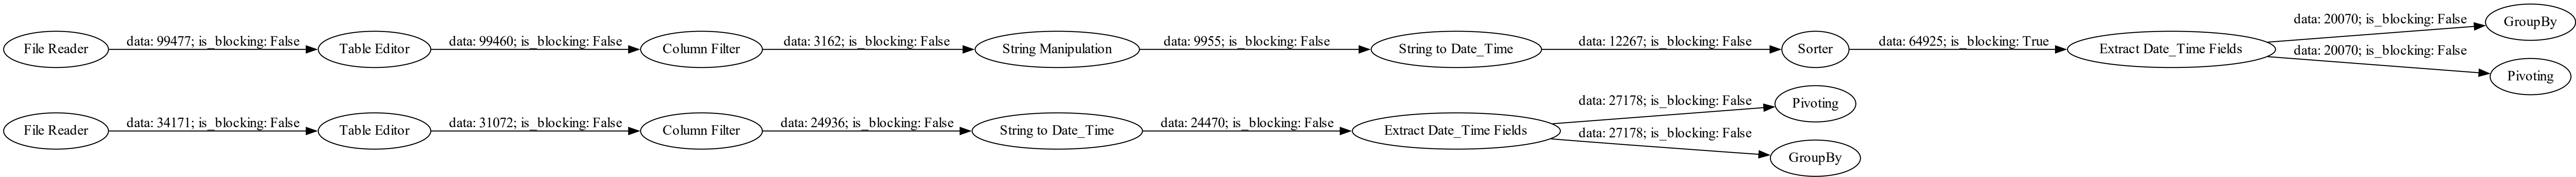 File Reader
data: 99477; is_blocking: False
Table Editor
data: 99460; is_blocking: False
Column Filter
data: 3162; is_blocking: False
String Manipulation
data: 9955; is_blocking: False
String to Date_Time
data: 12267; is_blocking: False
Sorter
data: 64925; is_blocking: True
Extract Date_Time Fields
data: 20070; is_blocking: False
GroupBy
data: 20070; is_blocking: False
Pivoting
File Reader
data: 34171; is_blocking: False
Table Editor
data: 31072; is_blocking: False
Column Filter
data: 24936; is_blocking: False
String to Date_Time
data: 24470; is_blocking: False
Extract Date_Time Fields
data: 27178; is_blocking: False
Pivoting
data: 27178; is_blocking: False
GroupBy